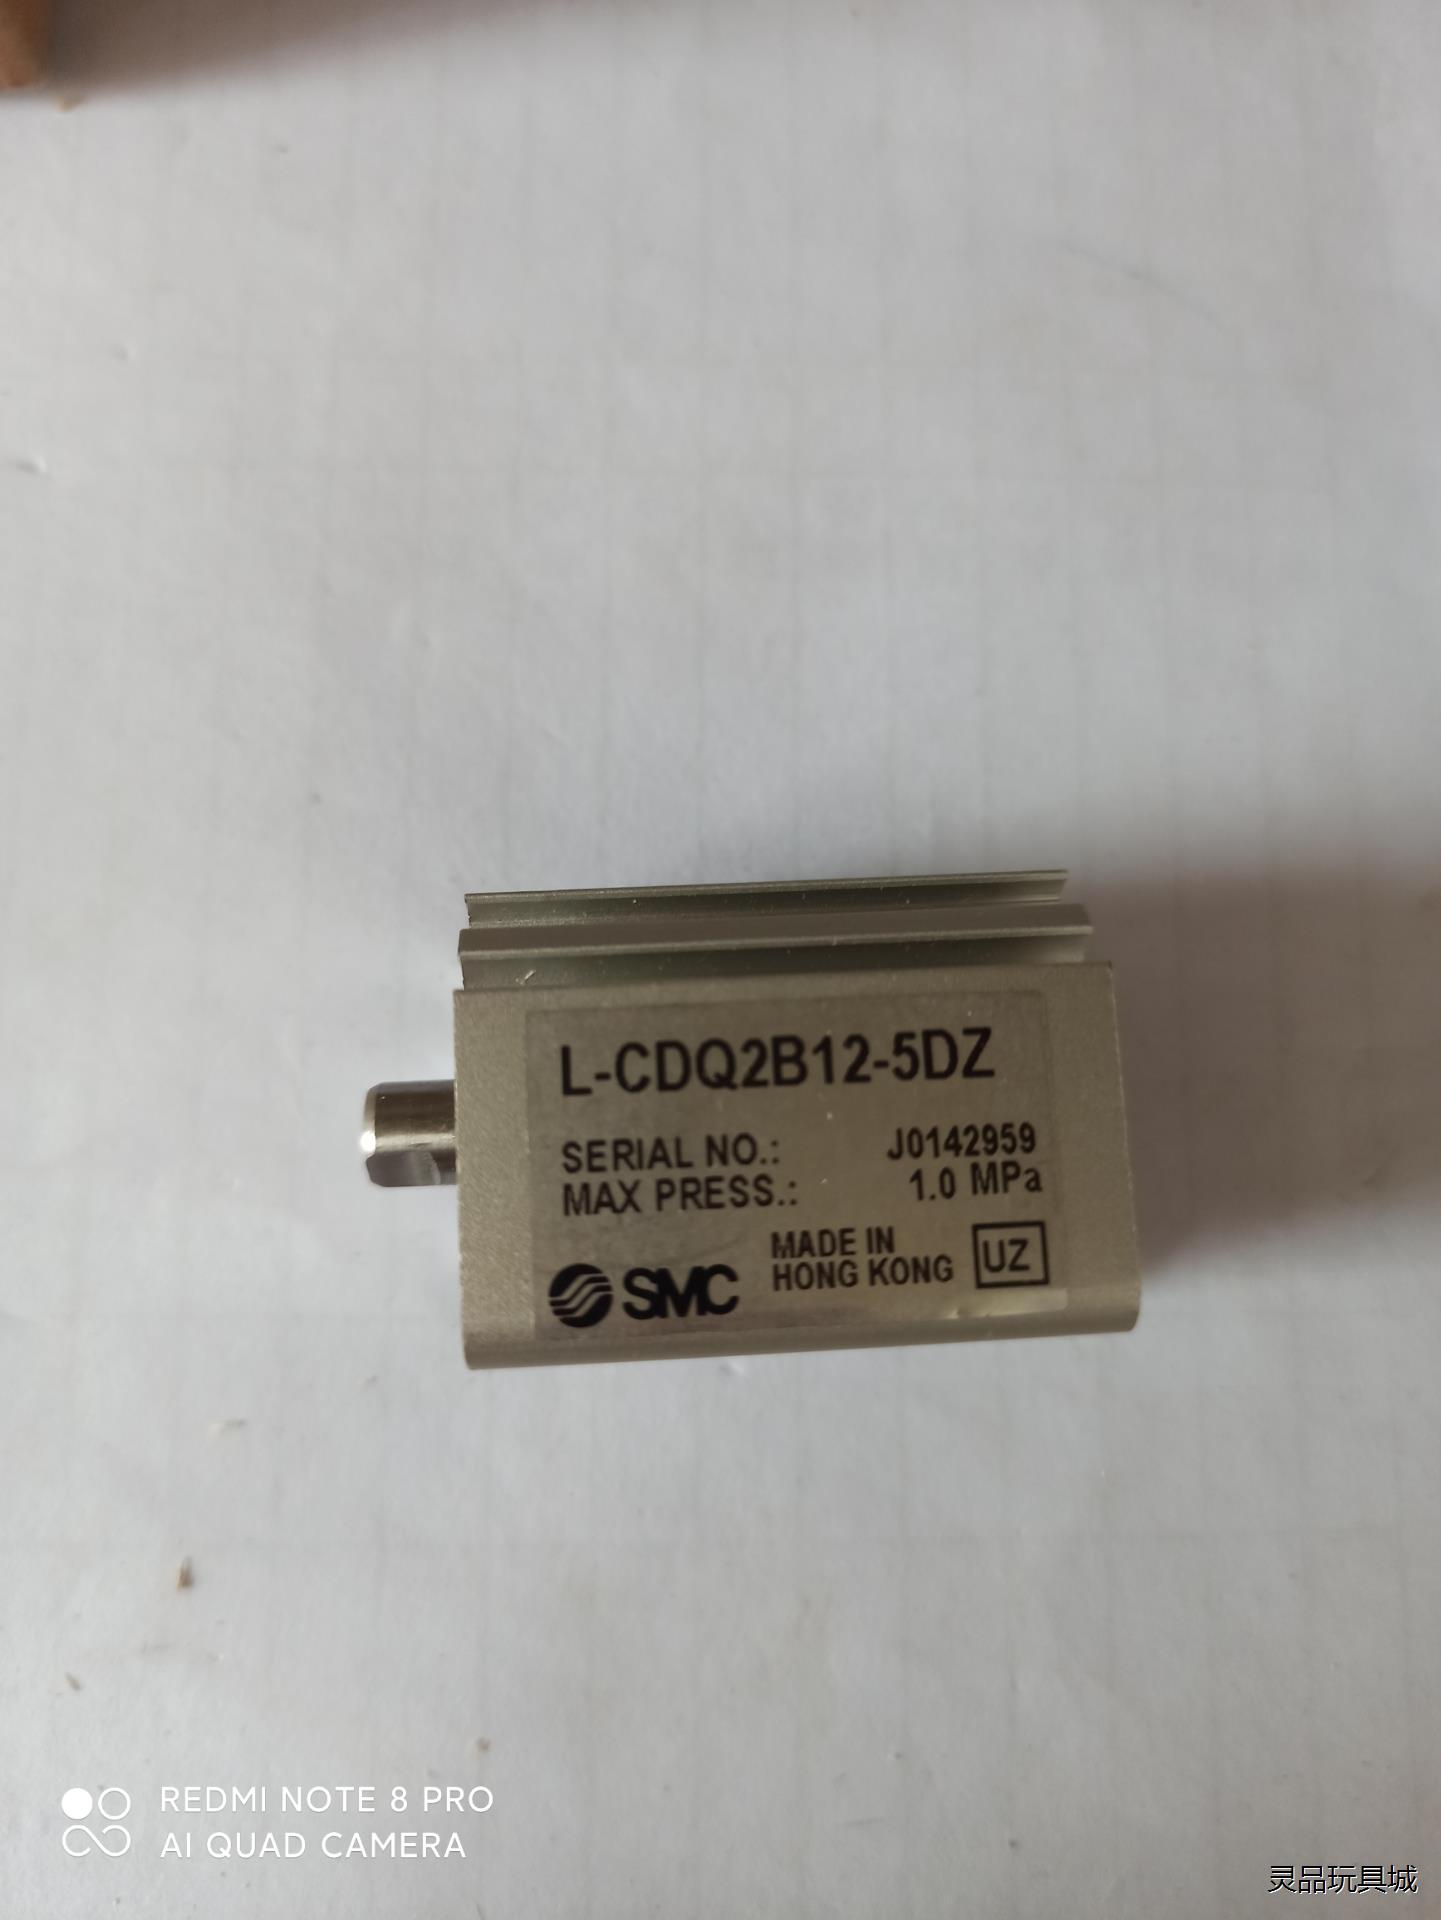 L-CDQ2B12-5DZ
SERIAL NO.: J0142959
MAX PRESS.: 1.0 MPa
SMC
MADE IN
HONG KONG
UZ
REDMI NOTE 8 PRO
AI QUAD CAMERA
灵品玩具城